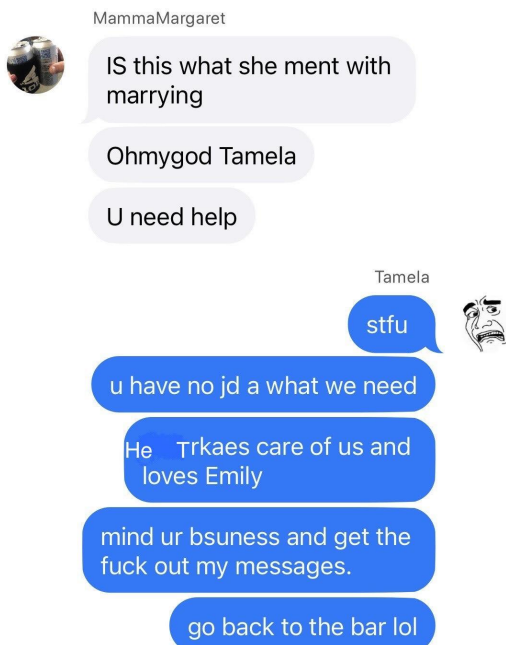 MammaMargaret
IS this what she ment with
marrying
Ohmygod Tamela
U need help
Tamela
stfu
u have no jd a what we need
He Trkaes care of us and
loves Emily
mind ur bsuness and get the
fuck out my messages.
go back to the bar lol